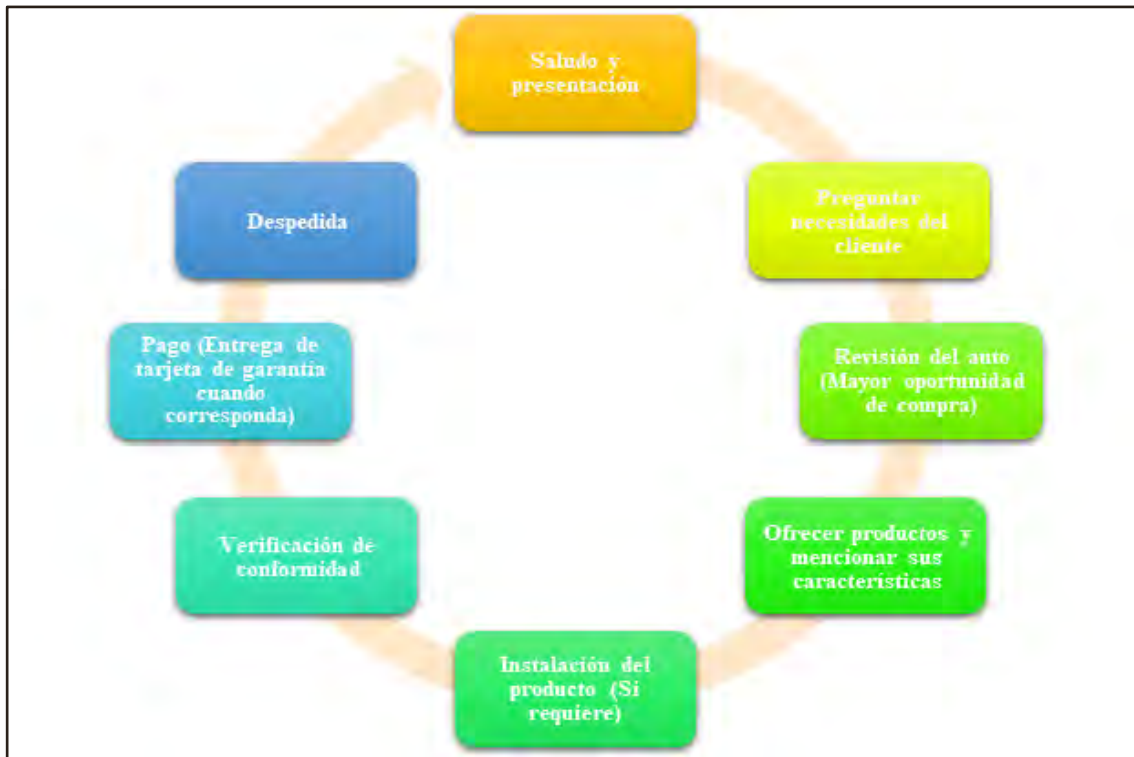 Saludo y
presentación
Preguntar
necesidades del
cliente
Revisión del auto
(Mayor oportunidad
de compra)
Ofrecer productos y
mencionar sus
características
Instalación del
producto (Si
requiere)
Verificación de
conformidad
Pago (Entrega de
tarjeta de garantía
cuando
corresponda)
Despedida